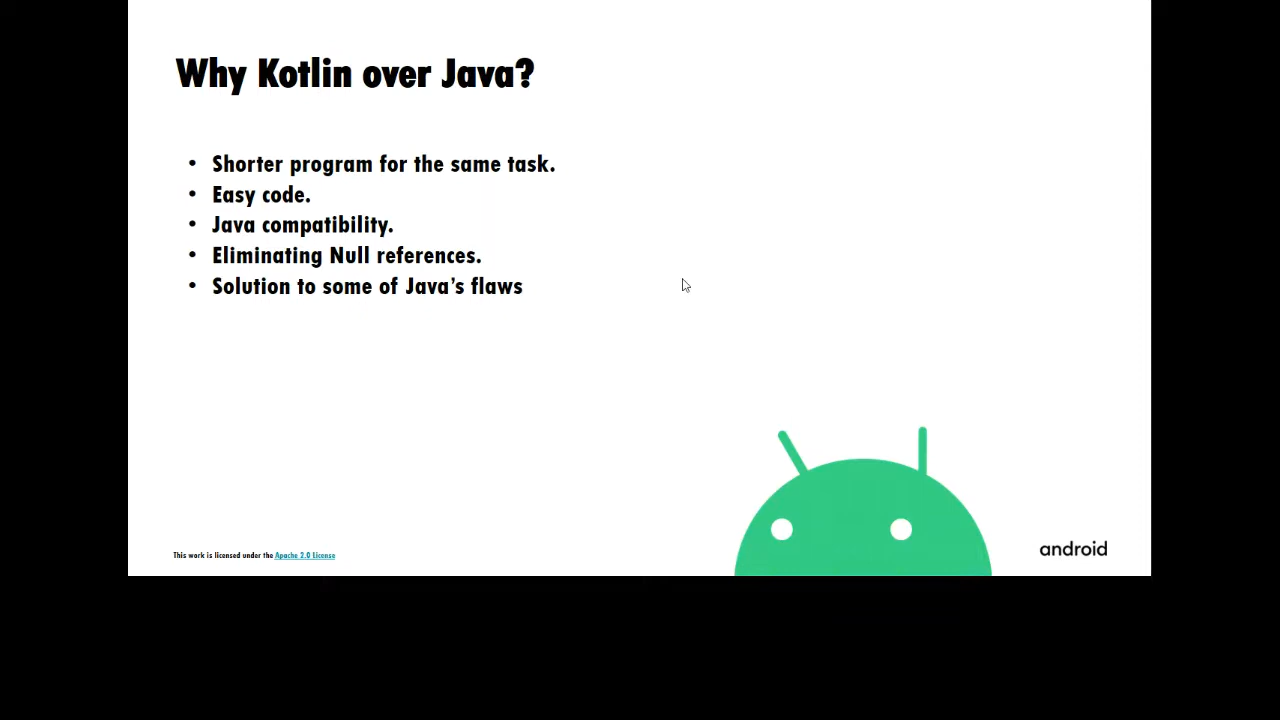 Why Kotlin over Java?
• Shorter program for the same task.
• Easy code.
• Java compatibility.
• Eliminating Null references.
• Solution to some of Java’s flaws
This work is licensed under the Apache 2.0 License
android